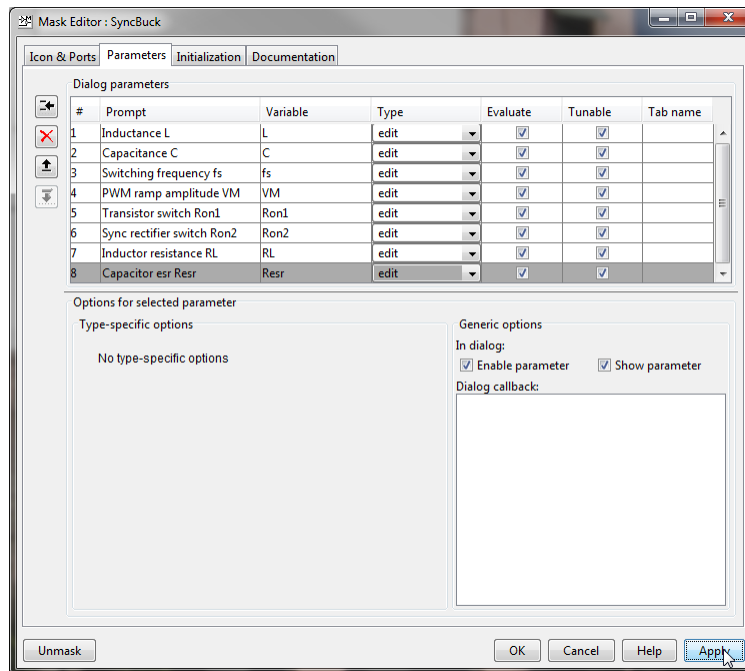 Mask Editor : SyncBuck
Icon & Ports Parameters Initialization Documentation
Dialog parameters
# Prompt Variable Type Evaluate Tunable Tab name
1 Inductance L L edit
2 Capacitance C C edit
3 Switching frequency fs fs edit
4 PWM ramp amplitude VM VM edit
5 Transistor switch Ron1 Ron1 edit
6 Sync rectifier switch Ron2 Ron2 edit
7 Inductor resistance RL RL edit
8 Capacitor esr Resr Resr edit
Options for selected parameter
Type-specific options
No type-specific options
Generic options
In dialog:
Enable parameter Show parameter
Dialog callback:
Unmask OK Cancel Help Apply